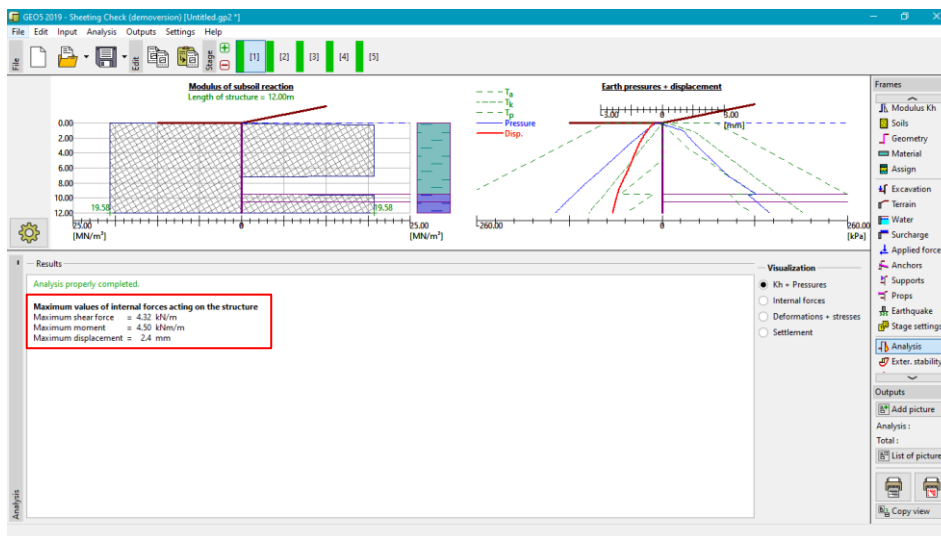 GEO5 2019 - Sheeting Check (demoversion) [Untitled.gp2 *]
File Edit Input Analysis Outputs Settings Help
File
Edit
Stage
[1] [2] [3] [4] [5]
Modulus of subsoil reaction
Length of structure = 12.00m
0.00
2.00
4.00
6.00
8.00
10.00
12.00
19.58
19.58
25.00
0
25.00
[MN/m³]
[MN/m³]
Earth pressures + displacement
Ta
Tk
Tp
Pressure
Disp.
-3.00
0
5.00
[mm]
-260.00
0
260.00
[kPa]
Frames
Modulus Kh
Soils
Geometry
Material
Assign
Excavation
Terrain
Water
Surcharge
Applied force
Anchors
Supports
Props
Earthquake
Stage settings
Analysis
Exter. stability
Outputs
Add picture
Analysis :
Total :
List of picture
Copy view
Analysis
Results
Analysis properly completed.
Maximum values of internal forces acting on the structure
Maximum shear force = 4.32 kN/m
Maximum moment = 4.50 kNm/m
Maximum displacement = 2.4 mm
Visualization
Kh + Pressures
Internal forces
Deformations + stresses
Settlement